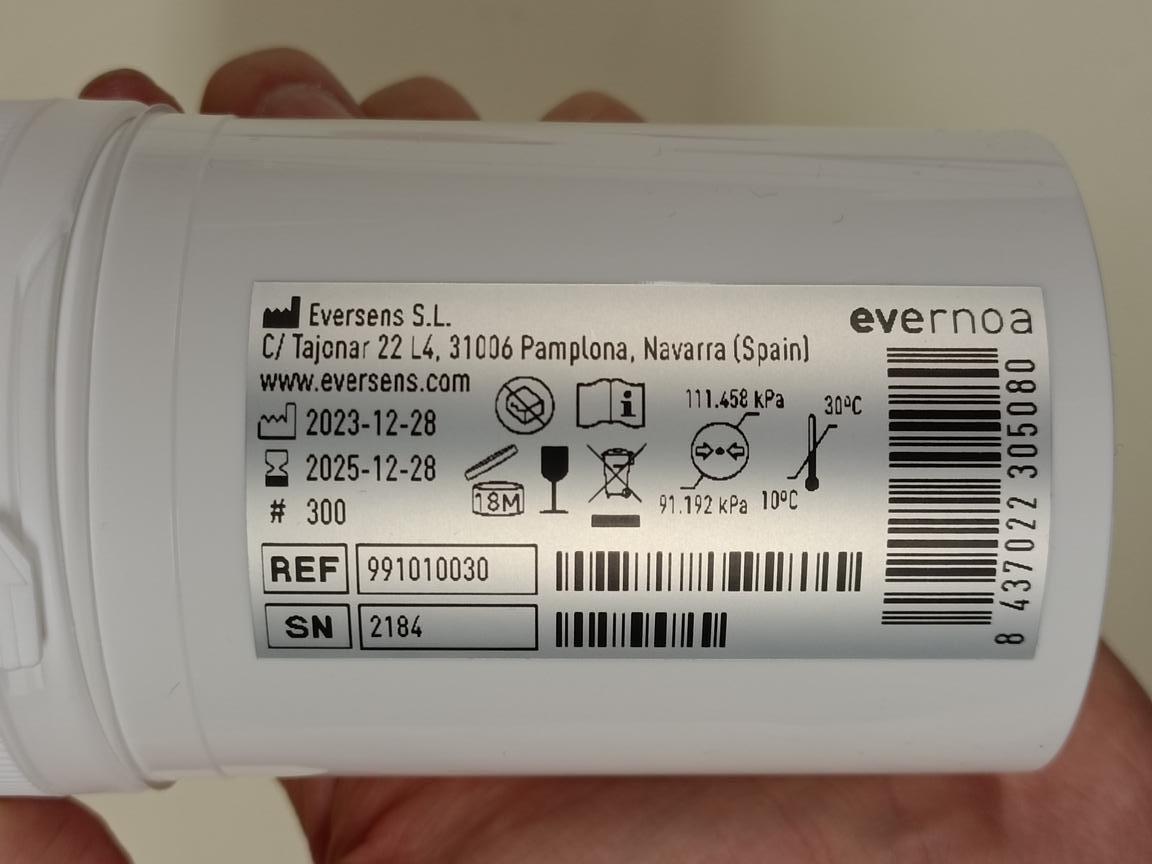 Eversens S.L.
C/ Tajonar 22 L4, 31006 Pamplona, Navarra (Spain)
www.eversens.com
2023-12-28
2025-12-28
# 300
18M
111.458 kPa
91.192 kPa
30ºC
10ºC
REF 991010030
SN 2184
evernoa
8 437022 305080